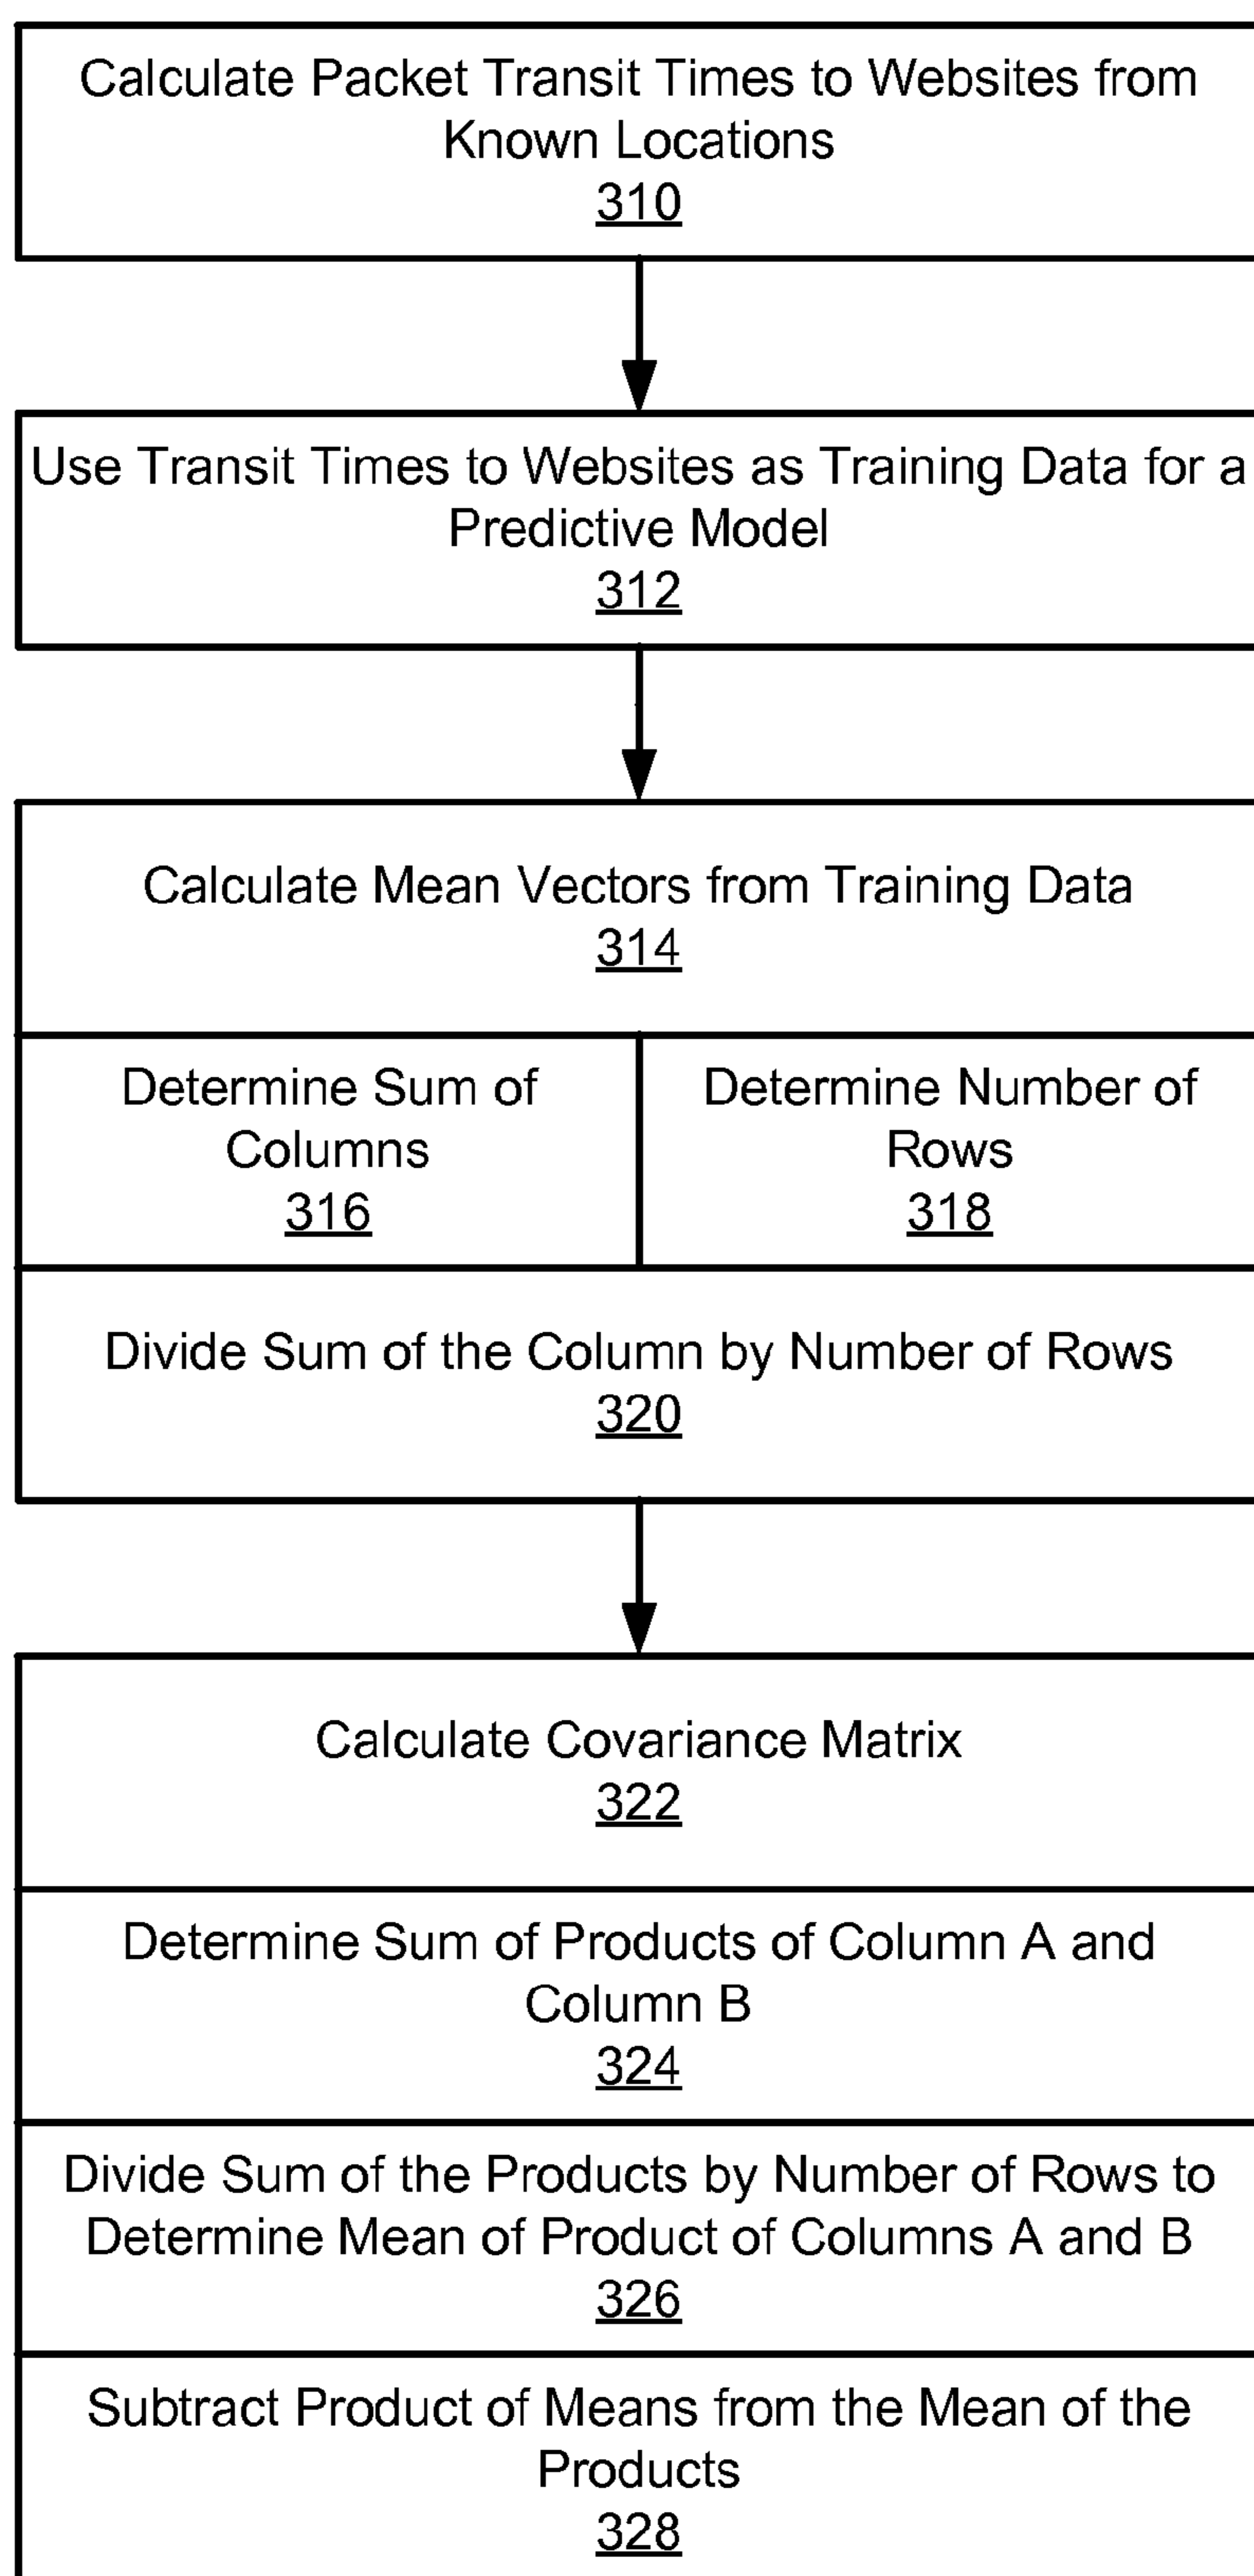 Calculate Packet Transit Times to Websites from
Known Locations
310
Use Transit Times to Websites as Training Data for a
Predictive Model
312
Calculate Mean Vectors from Training Data
314
Determine Sum of
Columns
316
Determine Number of
Rows
318
Divide Sum of the Column by Number of Rows
320
Calculate Covariance Matrix
322
Determine Sum of Products of Column A and
Column B
324
Divide Sum of the Products by Number of Rows to
Determine Mean of Product of Columns A and B
326
Subtract Product of Means from the Mean of the
Products
328